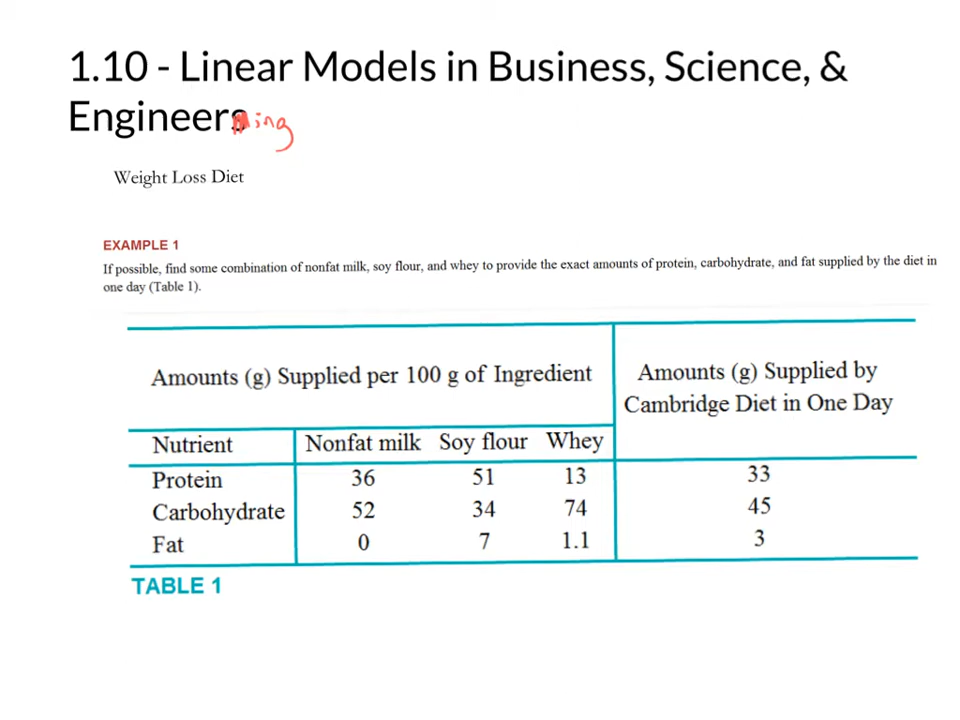 1.10 - Linear Models in Business, Science, &
Engineering
Weight Loss Diet
EXAMPLE 1
If possible, find some combination of nonfat milk, soy flour, and whey to provide the exact amounts of protein, carbohydrate, and fat supplied by the diet in
one day (Table 1).
Amounts (g) Supplied per 100 g of Ingredient
Amounts (g) Supplied by
Cambridge Diet in One Day
Nutrient Nonfat milk Soy flour Whey
Protein 36 51 13 33
Carbohydrate 52 34 74 45
Fat 0 7 1.1 3
TABLE 1